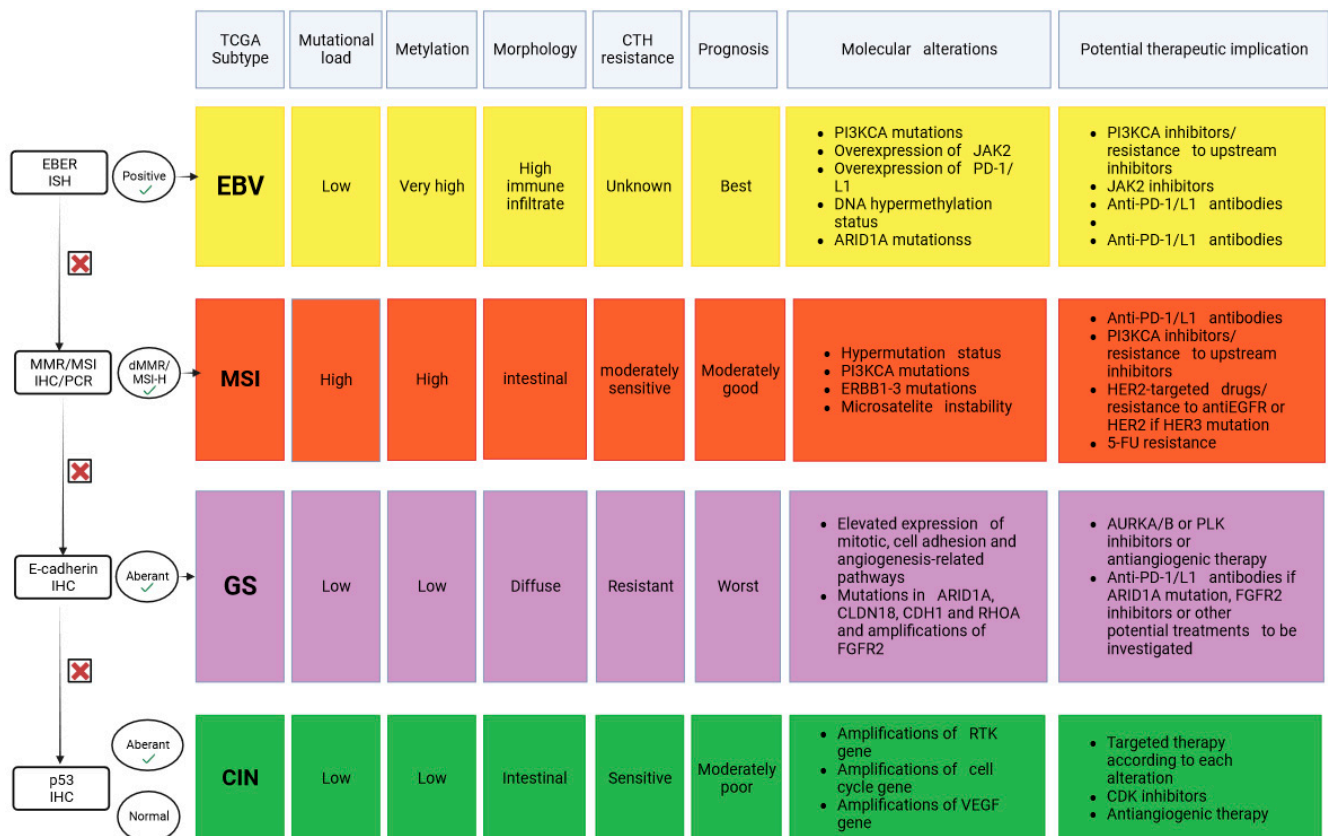 TCGA
Subtype
Mutational
load
Metylation
Morphology
CTH
resistance
Prognosis
Molecular alterations
Potential therapeutic implication
EBER
ISH
Positive
EBV
Low
Very high
High
immune
infiltrate
Unknown
Best
• PI3KCA mutations
• Overexpression of JAK2
• Overexpression of PD-1/
L1
• DNA hypermethylation
status
• ARID1A mutationss
• PI3KCA inhibitors/
resistance to upstream
inhibitors
• JAK2 inhibitors
• Anti-PD-1/L1 antibodies
•
• Anti-PD-1/L1 antibodies
MMR/MSI
IHC/PCR
dMMR/
MSI-H
MSI
High
High
intestinal
moderately
sensitive
Moderately
good
• Hypermutation status
• PI3KCA mutations
• ERBB1-3 mutations
• Microsatelite instability
• Anti-PD-1/L1 antibodies
• PI3KCA inhibitors/
resistance to upstream
inhibitors
• HER2-targeted drugs/
resistance to antiEGFR or
HER2 if HER3 mutation
• 5-FU resistance
E-cadherin
IHC
Aberant
GS
Low
Low
Diffuse
Resistant
Worst
• Elevated expression of
mitotic, cell adhesion and
angiogenesis-related
pathways
• Mutations in ARID1A,
CLDN18, CDH1 and RHOA
and amplifications of
FGFR2
• AURKA/B or PLK
inhibitors or
antiangiogenic therapy
• Anti-PD-1/L1 antibodies if
ARID1A mutation, FGFR2
inhibitors or other
potential treatments to be
investigated
p53
IHC
Aberant
Normal
CIN
Low
Low
Intestinal
Sensitive
Moderately
poor
• Amplifications of RTK
gene
• Amplifications of cell
cycle gene
• Amplifications of VEGF
gene
• Targeted therapy
according to each
alteration
• CDK inhibitors
• Antiangiogenic therapy